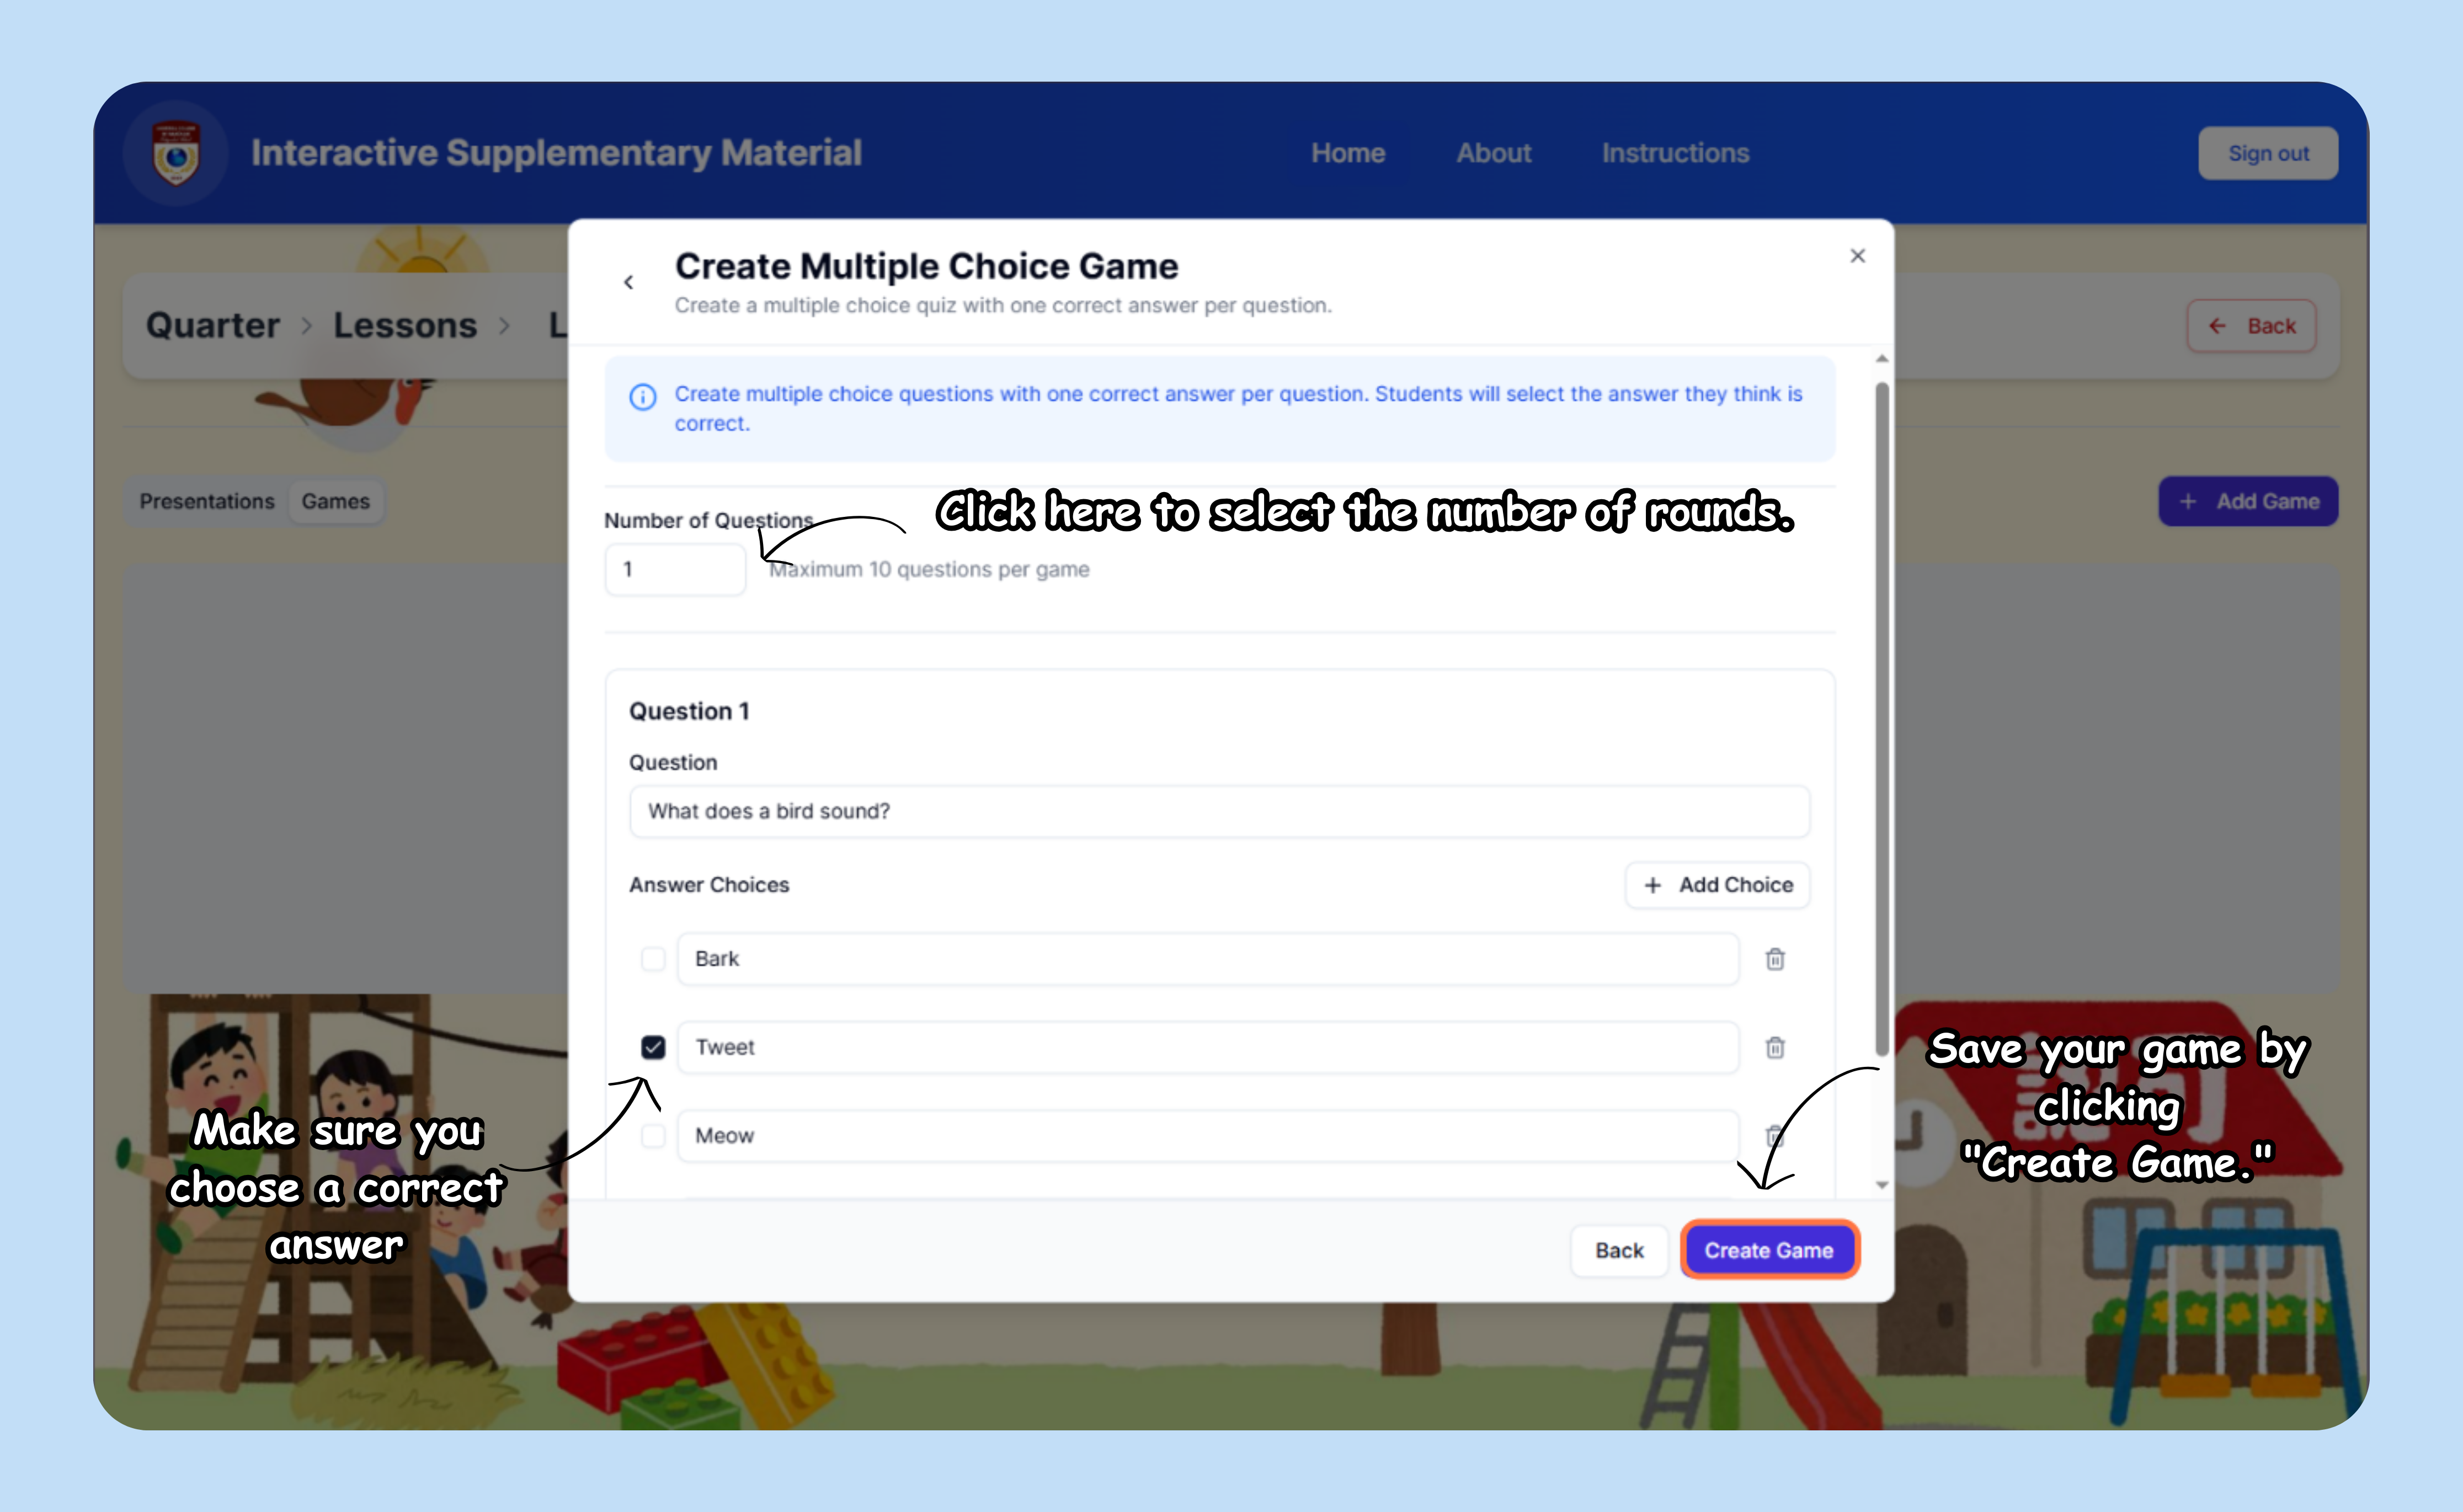 Interactive Supplementary Material
Home
About
Instructions
Sign out
Quarter > Lessons > L
Back
Presentations
Games
+ Add Game
Create Multiple Choice Game
Create a multiple choice quiz with one correct answer per question.
Create multiple choice questions with one correct answer per question. Students will select the answer they think is
correct.
Click here to select the number of rounds.
Number of Questions
1
Maximum 10 questions per game
Question 1
Question
What does a bird sound?
Answer Choices
+ Add Choice
Bark
Tweet
Meow
Make sure you
choose a correct
answer
Save your game by
clicking
"Create Game."
Back
Create Game